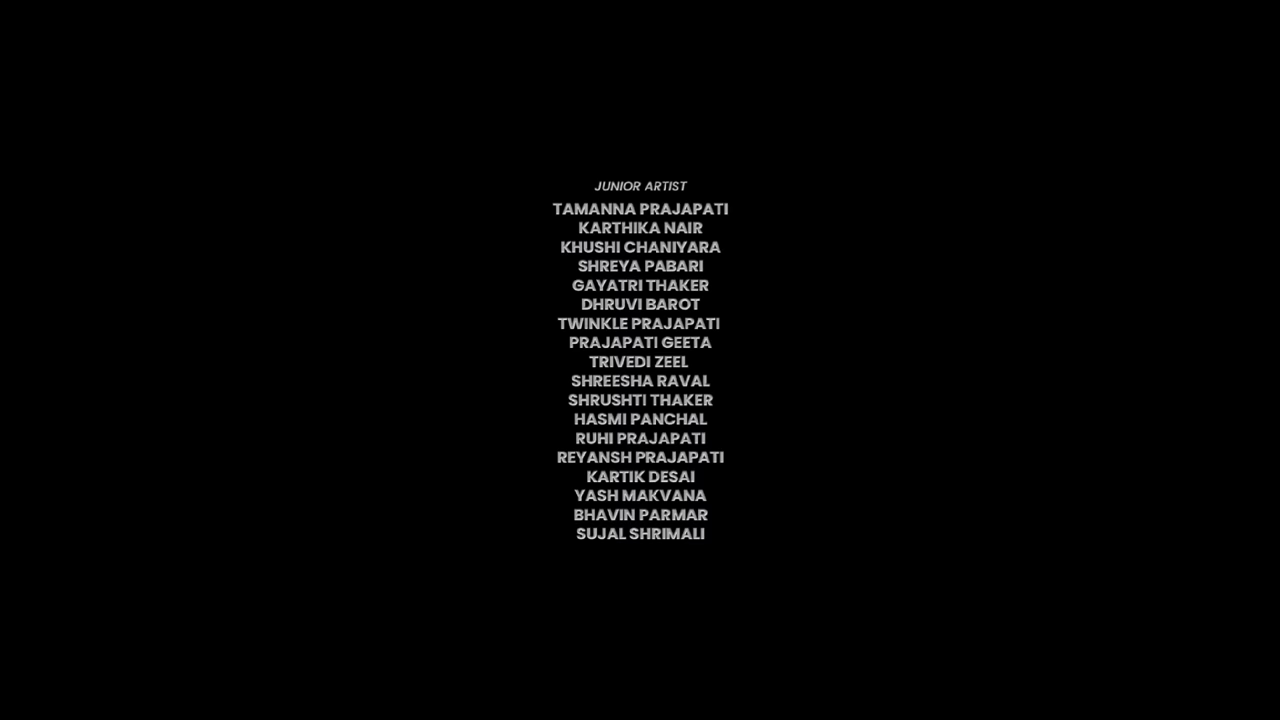 JUNIOR ARTIST
TAMANNA PRAJAPATI
KARTHIKA NAIR
KHUSHI CHANIYARA
SHREYA PABARI
GAYATRI THAKER
DHRUVI BAROT
TWINKLE PRAJAPATI
PRAJAPATI GEETA
TRIVEDI ZEEL
SHREESHA RAVAL
SHRUSHTI THAKER
HASMI PANCHAL
RUHI PRAJAPATI
REYANSH PRAJAPATI
KARTIK DESAI
YASH MAKVANA
BHAVIN PARMAR
SUJAL SHRIMALI